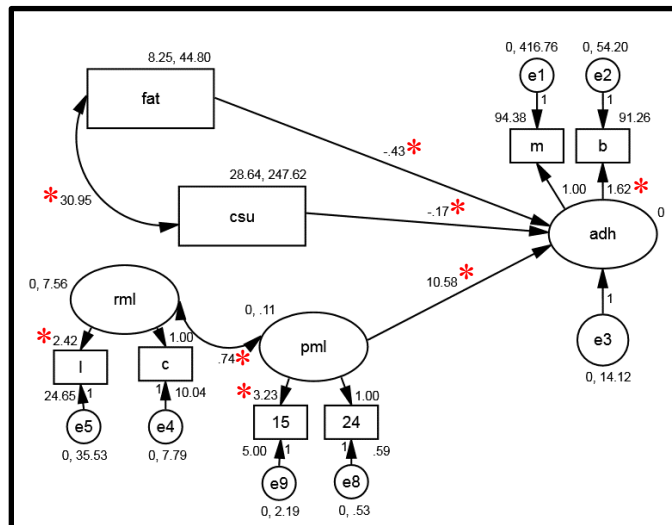 8.25, 44.80
fat
0, 416.76
0, 54.20
e1
e2
1
1
94.38
91.26
m
b
-.43*
1.00
1.62*
28.64, 247.62
*30.95
csu
-.17*
0
adh
10.58*
1
e3
0, 14.12
0, 7.56
rml
0, .11
*2.42
1.00
.74*
pml
l
c
24.65
1
1
10.04
*3.23
1.00
e5
e4
15
24
0, 35.53
0, 7.79
5.00
1
1
.59
e9
e8
0, 2.19
0, .53